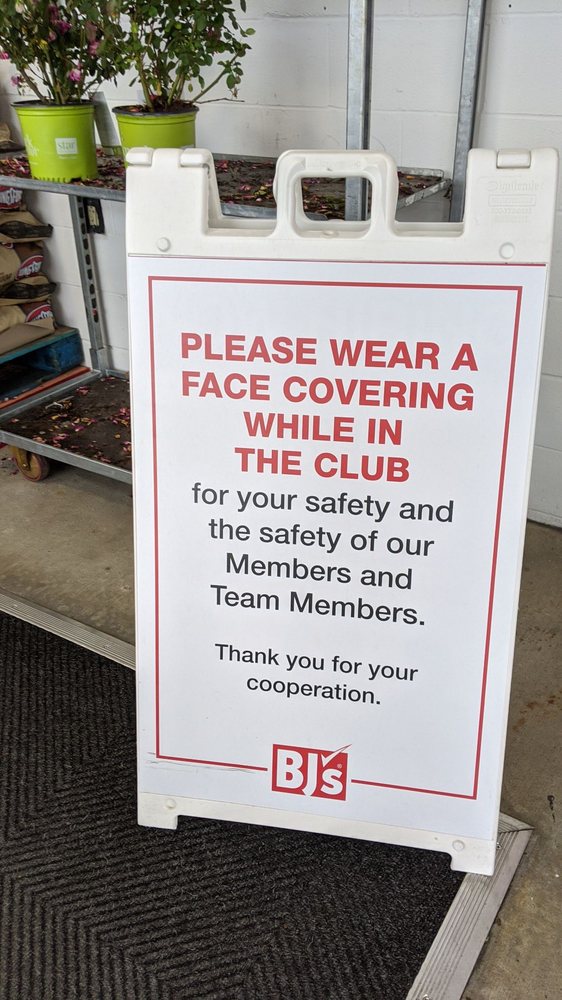 PLEASE WEAR A
FACE COVERING
WHILE IN
THE CLUB
for your safety and
the safety of our
Members and
Team Members.
Thank you for your
cooperation.
BJ's®